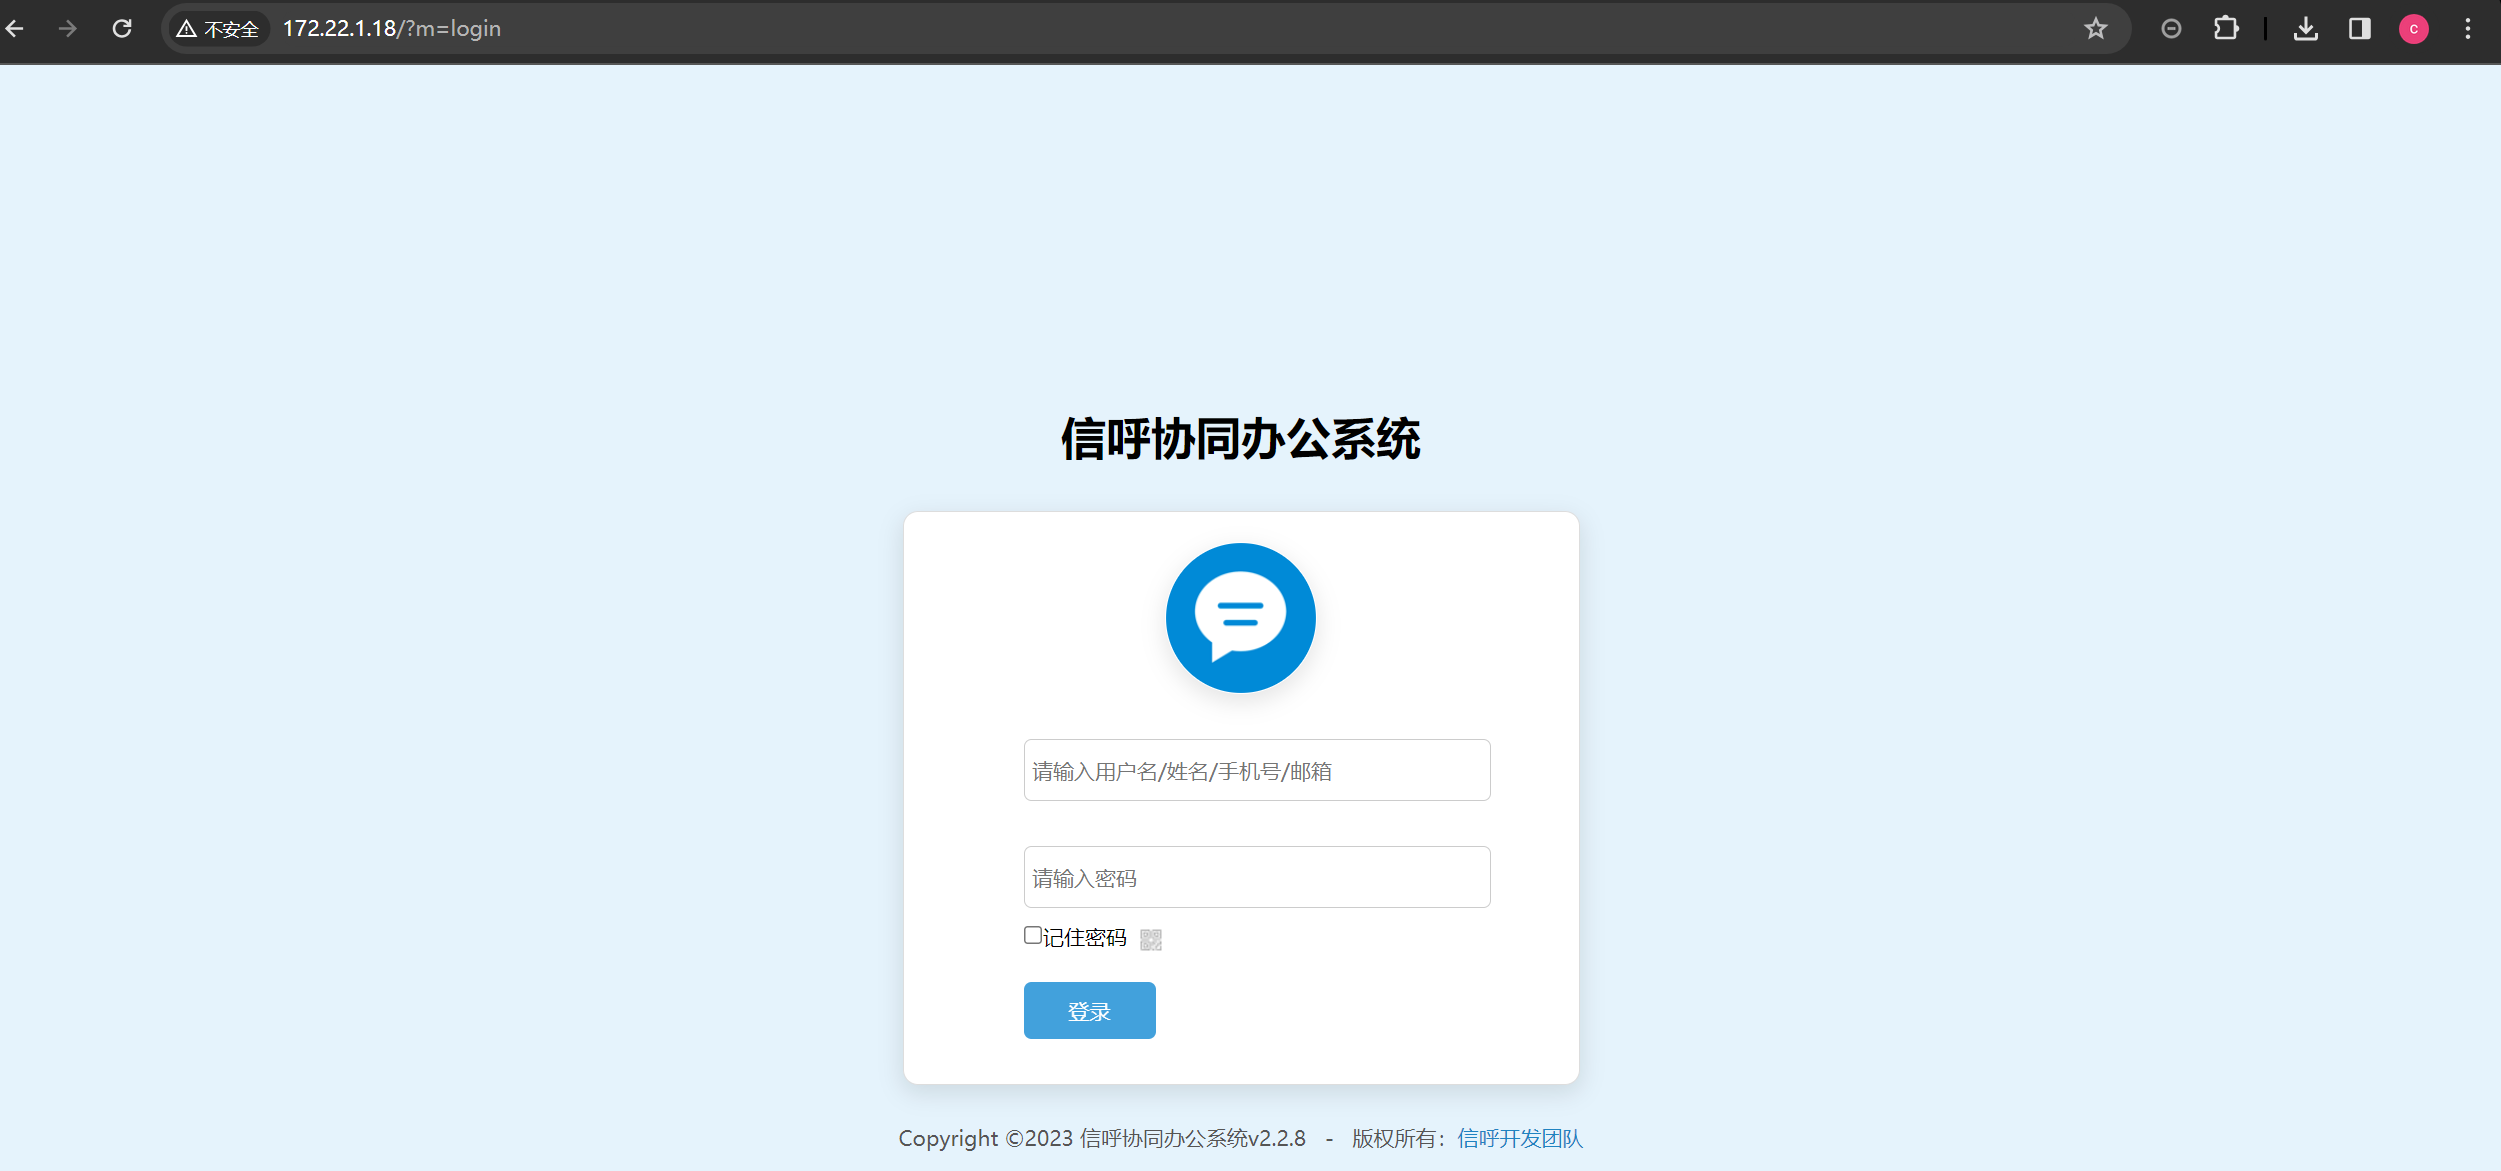 不安全 172.22.1.18/?m=login
c
信呼协同办公系统
请输入用户名/姓名/手机号/邮箱
请输入密码
记住密码
登录
Copyright ©2023 信呼协同办公系统v2.2.8 - 版权所有：信呼开发团队